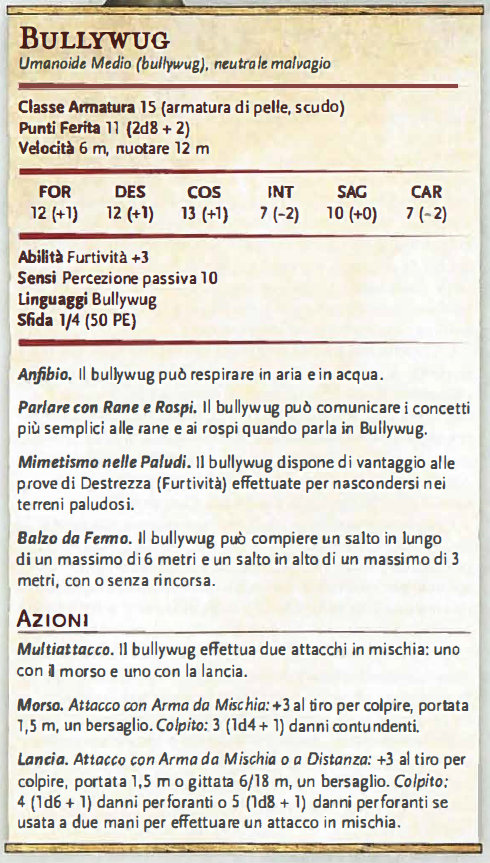 BULLYWUG
Umanoide Medio (bullywug), neutrale malvagio
Classe Armatura 15 (armatura di pelle, scudo)
Punti Ferita 11 (2d8 + 2)
Velocità 6 m, nuotare 12 m
FOR DES COS INT SAG CAR
12 (+1) 12 (+1) 13 (+1) 7 (-2) 10 (+0) 7 (-2)
Abilità Furtività +3
Sensi Percezione passiva 10
Linguaggi Bullywug
Sfida 1/4 (50 PE)
Anfibio. Il bullywug può respirare in aria e in acqua.
Parlare con Rane e Rospi. Il bullywug può comunicare i concetti
più semplici alle rane e ai rospi quando parla in Bullywug.
Mimetismo nelle Paludi. Il bullywug dispone di vantaggio alle
prove di Destrezza (Furtività) effettuate per nascondersi nei
terreni paludosi.
Balzo da Fermo. Il bullywug può compiere un salto in lungo
di un massimo di 6 metri e un salto in alto di un massimo di 3
metri, con o senza rincorsa.
AZIONI
Multiattacco. Il bullywug effettua due attacchi in mischia: uno
con il morso e uno con la lancia.
Morso. Attacco con Arma da Mischia: +3 al tiro per colpire, portata
1,5 m, un bersaglio. Colpito: 3 (1d4 + 1) danni contundenti.
Lancia. Attacco con Arma da Mischia o a Distanza: +3 al tiro per
colpire, portata 1,5 m o gittata 6/18 m, un bersaglio. Colpito:
4 (1d6 + 1) danni perforanti o 5 (1d8 + 1) danni perforanti se
usata a due mani per effettuare un attacco in mischia.